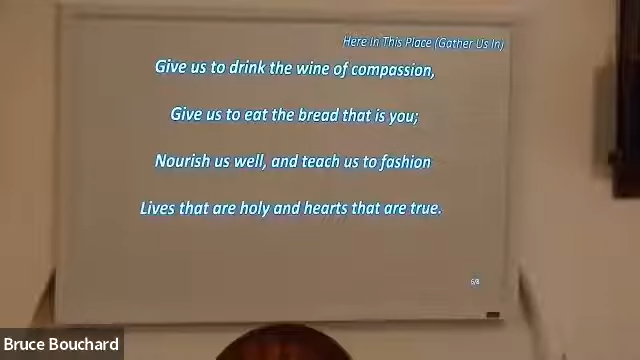 Here In This Place (Gather Us In)
Give us to drink the wine of compassion,
Give us to eat the bread that is you;
Nourish us well, and teach us to fashion
Lives that are holy and hearts that are true.
6/8
Bruce Bouchard